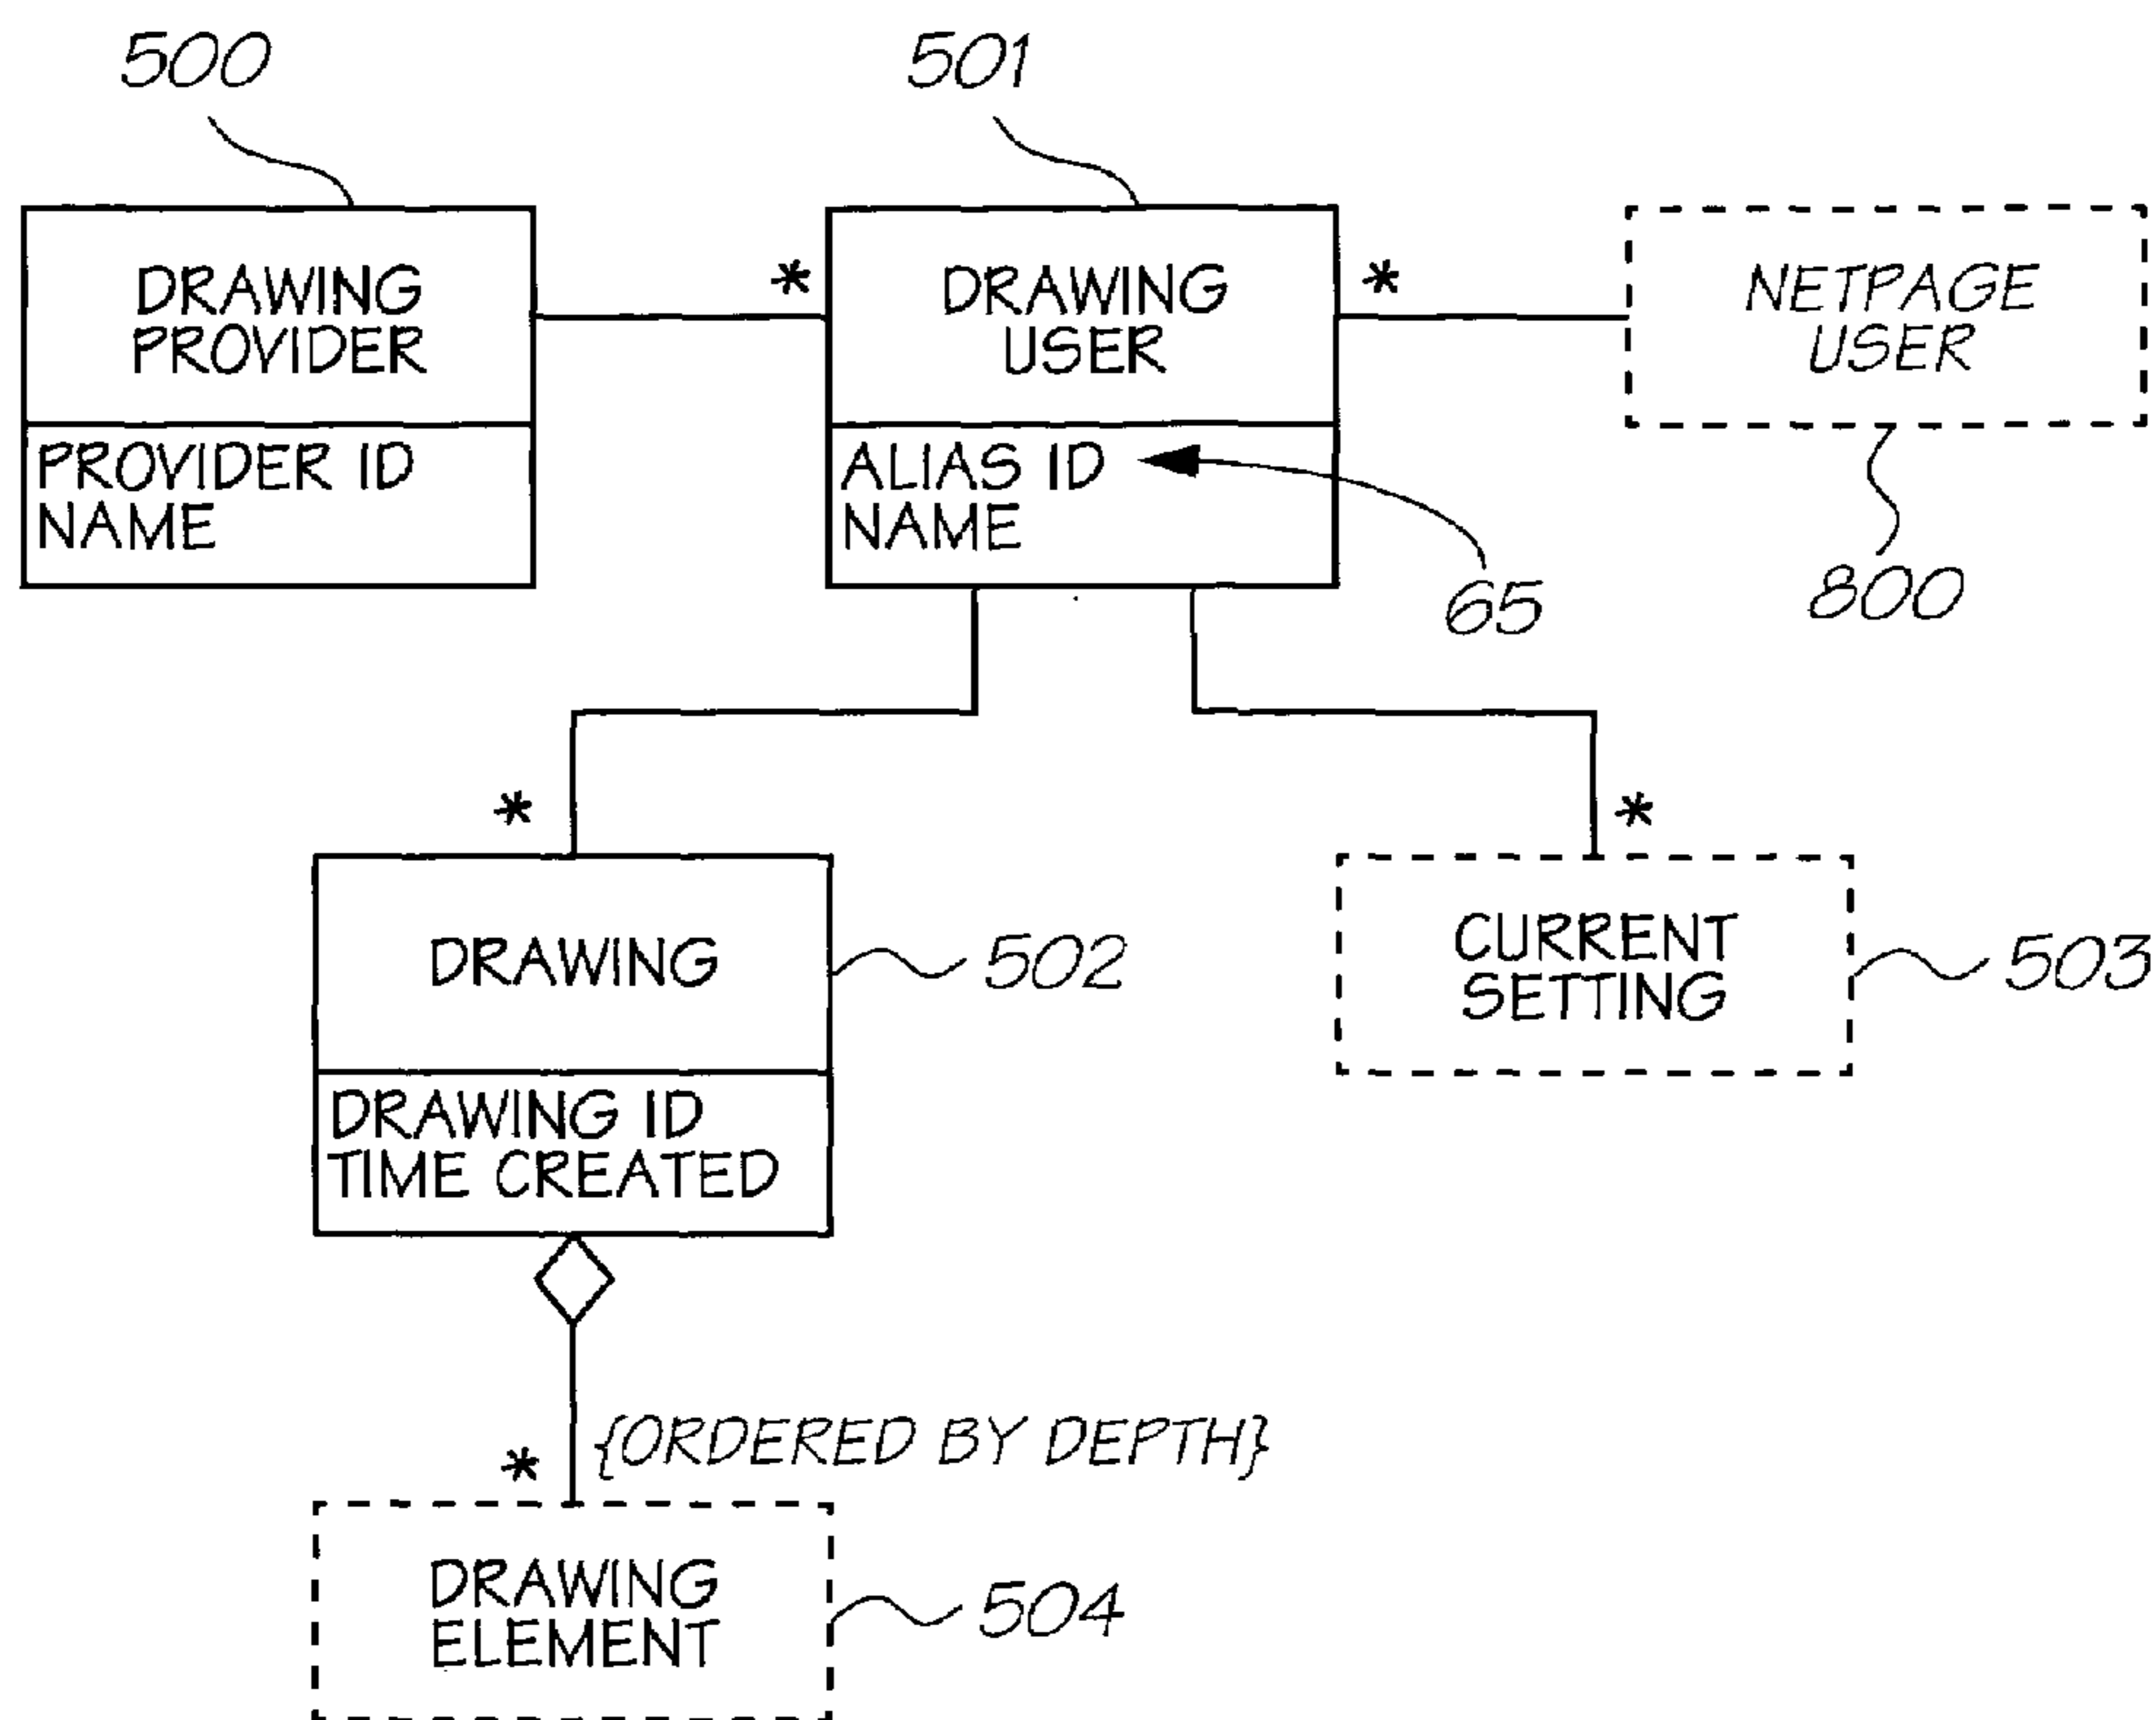 500
501
DRAWING
PROVIDER
*
DRAWING
USER
*
NETPAGE
USER
PROVIDER ID
NAME
ALIAS ID
NAME
65
800
*
*
DRAWING
502
CURRENT
SETTING
503
DRAWING ID
TIME CREATED
{ORDERED BY DEPTH}
*
DRAWING
ELEMENT
504